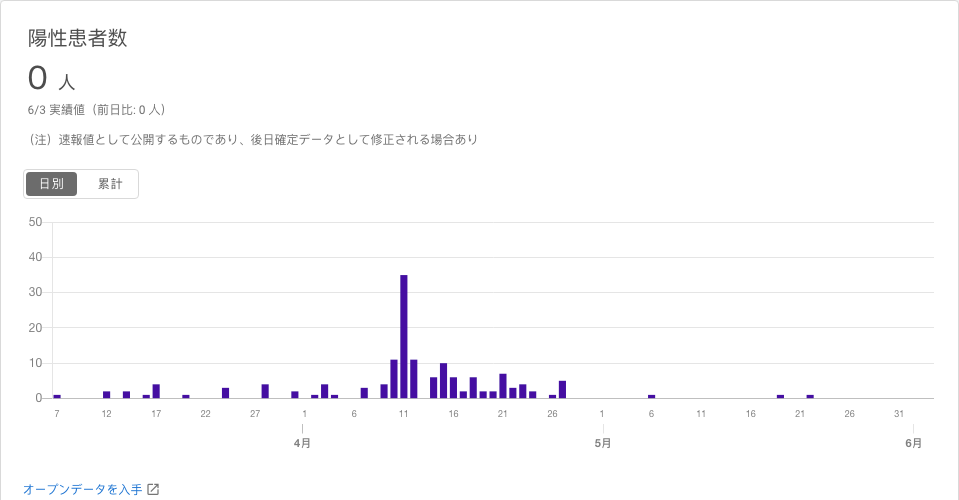 陽性患者数
0 人
6/3 実績値（前日比: 0 人）
（注）速報値として公開するものであり、後日確定データとして修正される場合あり
日別 累計
50
40
30
20
10
0
7 12 17 22 27 1 6 11 16 21 26 1 6 11 16 21 26 31
4月 5月 6月
オープンデータを入手